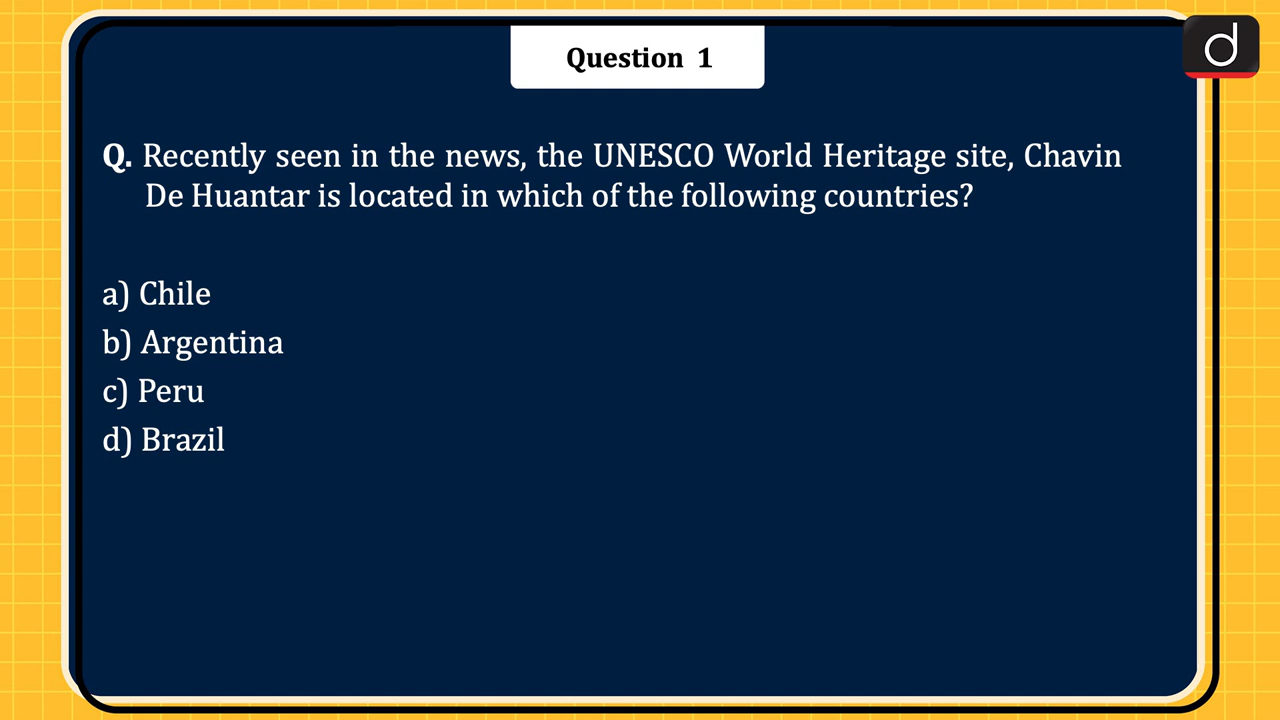 Question 1
d
Q. Recently seen in the news, the UNESCO World Heritage site, Chavin
De Huantar is located in which of the following countries?
a) Chile
b) Argentina
c) Peru
d) Brazil